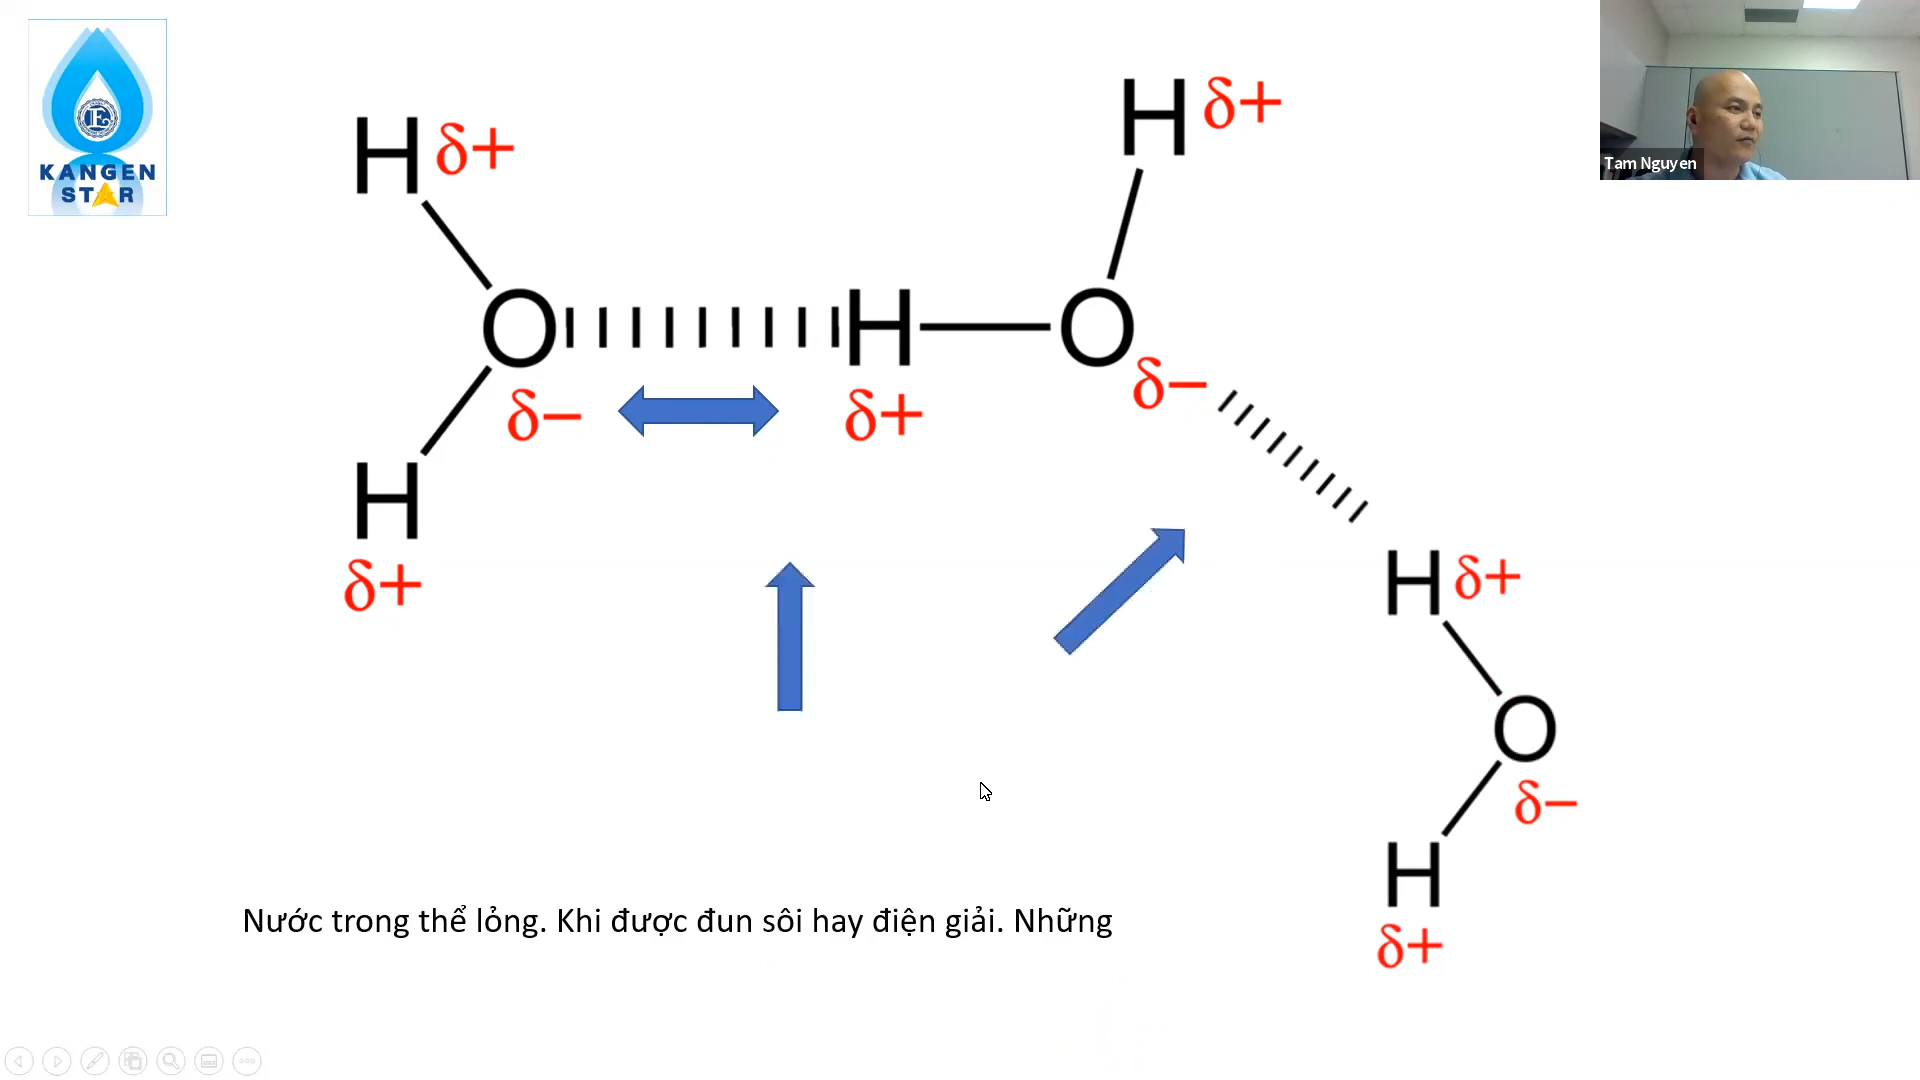 KANGEN
STAR
E
Tam Nguyen
H δ+
H δ+
O H O
δ− δ+ δ−
H
δ+
H δ+
O
δ−
H
δ+
Nước trong thể lỏng. Khi được đun sôi hay điện giải. Những